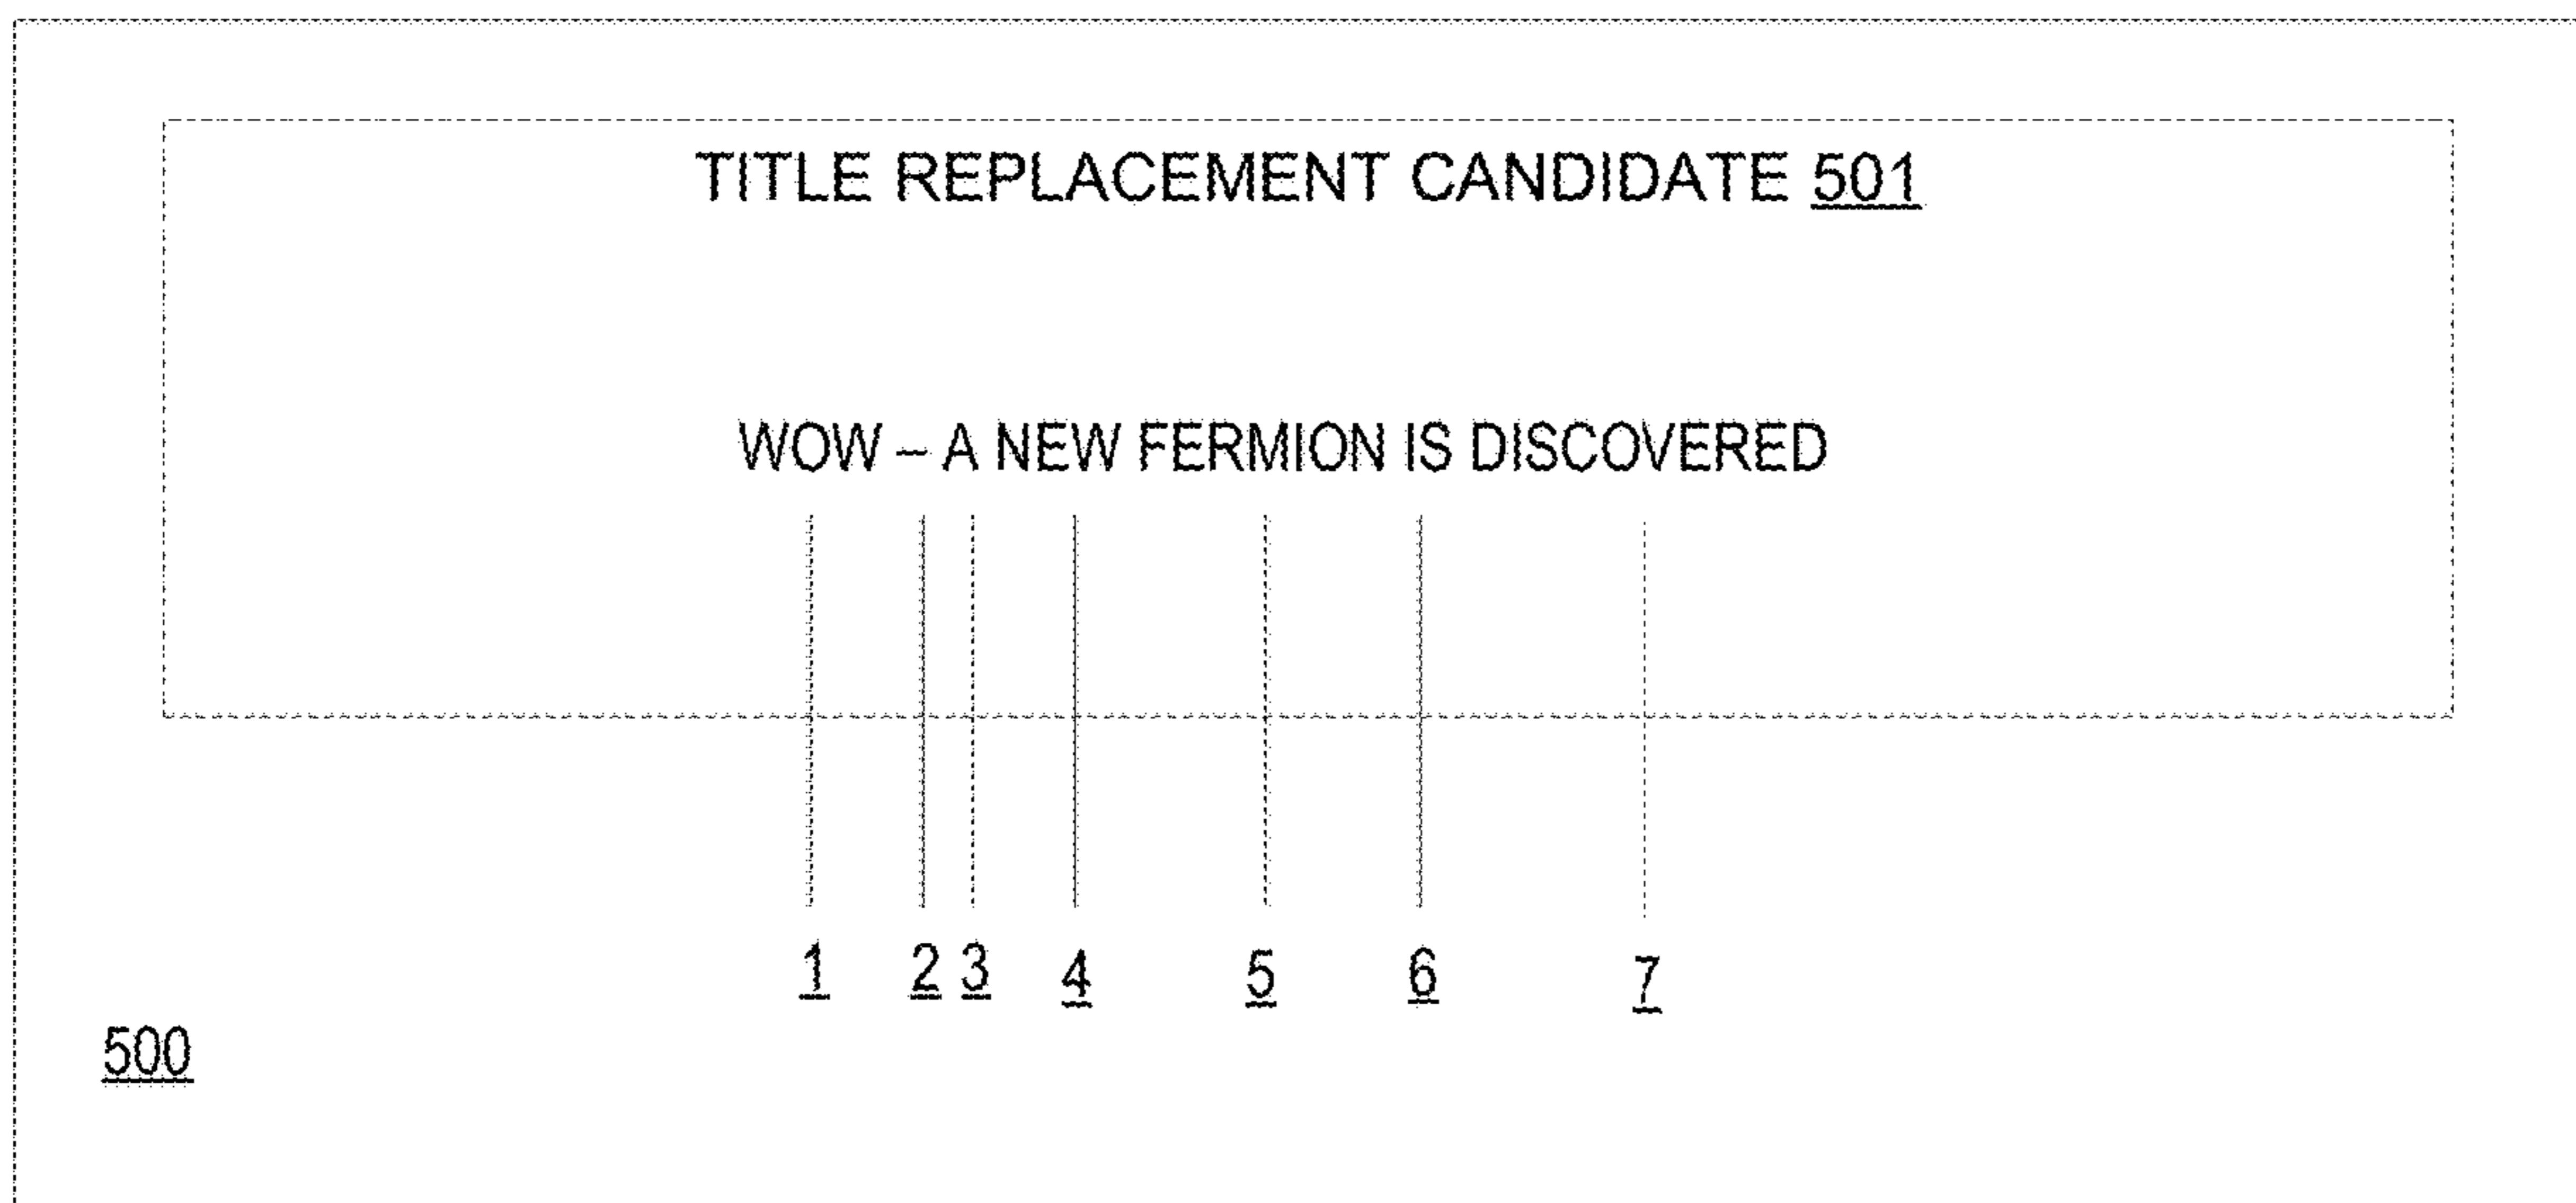 TITLE REPLACEMENT CANDIDATE 501
WOW – A NEW FERMION IS DISCOVERED
1 2 3 4 5 6 7
500